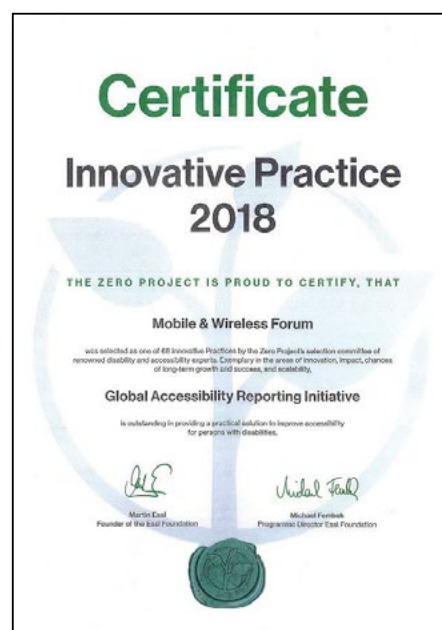 Certificate
Innovative Practice
2018
THE ZERO PROJECT IS PROUD TO CERTIFY, THAT
Mobile & Wireless Forum
was selected as one of 68 Innovative Practices by the Zero Project's selection committee of
renowned disability and accessibility experts. Exemplary in the areas of innovation, impact, chances
of long-term growth and success, and scalability,
Global Accessibility Reporting Initiative
is outstanding in providing a practical solution to improve accessibility
for persons with disabilities.
Martin Essl
Founder of the Essl Foundation
Michael Fembek
Programme Director Essl Foundation